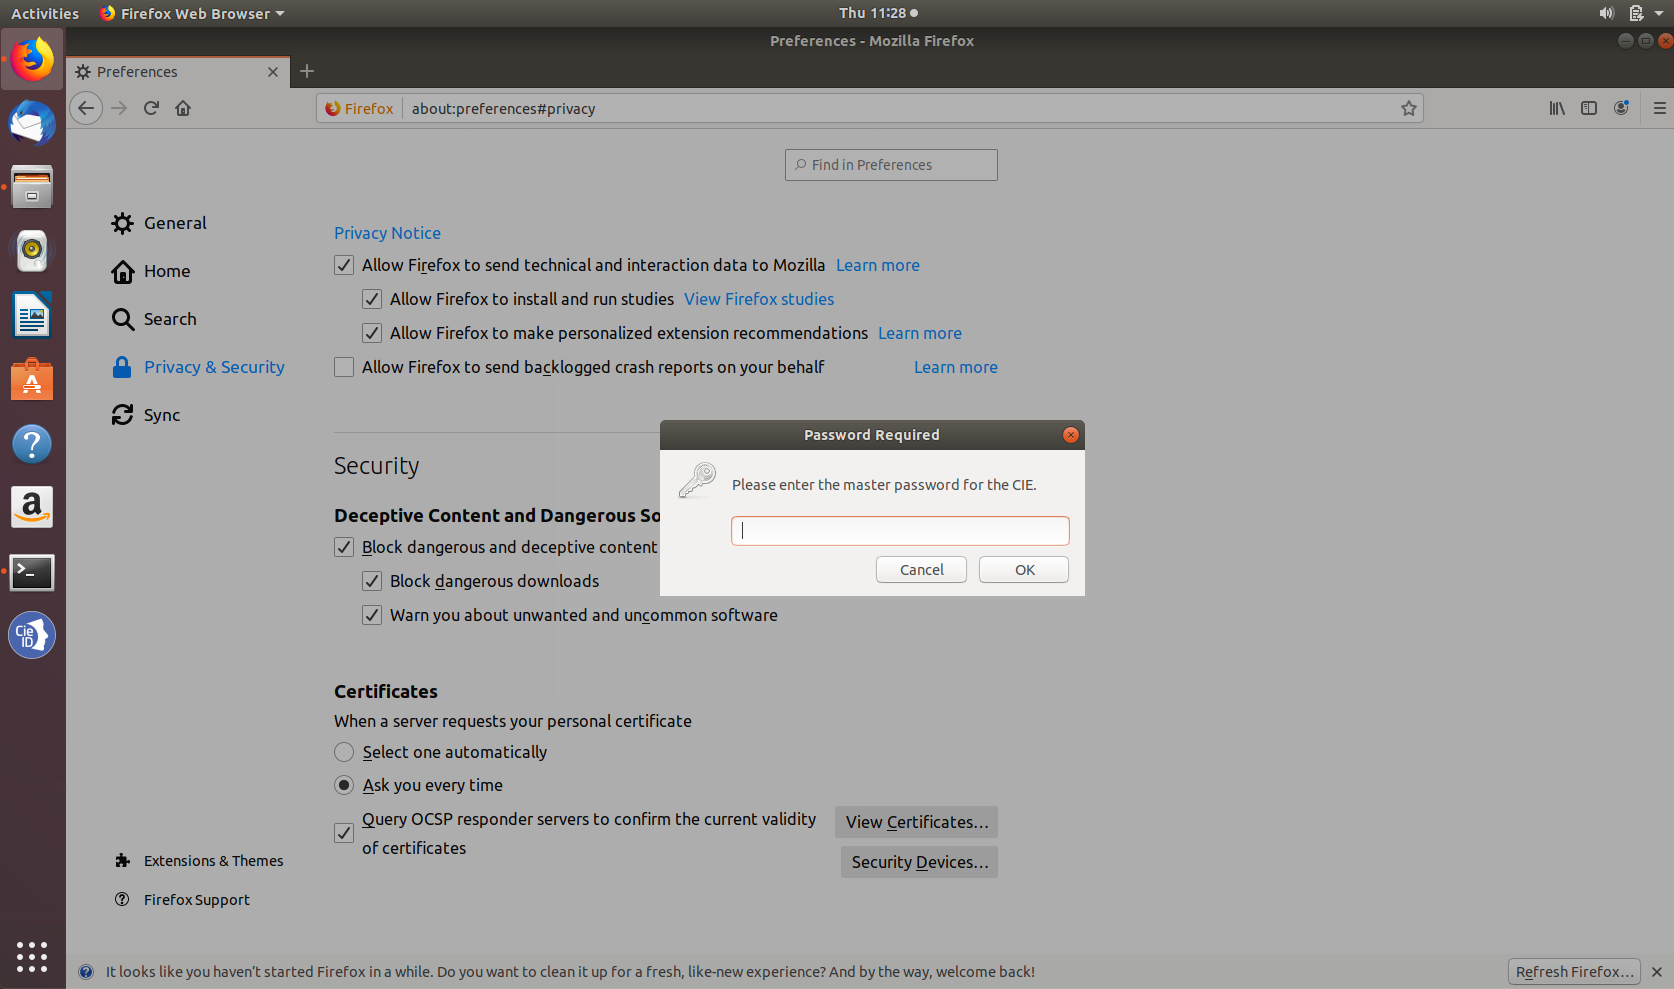 Activities
Firefox Web Browser
Thu 11:28
Preferences - Mozilla Firefox
Preferences
Firefox
about:preferences#privacy
Find in Preferences
General
Home
Search
Privacy & Security
Sync
Privacy Notice
Allow Firefox to send technical and interaction data to Mozilla Learn more
Allow Firefox to install and run studies View Firefox studies
Allow Firefox to make personalized extension recommendations Learn more
Allow Firefox to send backlogged crash reports on your behalf Learn more
Security
Deceptive Content and Dangerous So
Block dangerous and deceptive content
Block dangerous downloads
Warn you about unwanted and uncommon software
Password Required
Please enter the master password for the CIE.
Cancel
OK
Certificates
When a server requests your personal certificate
Select one automatically
Ask you every time
Query OCSP responder servers to confirm the current validity
of certificates
View Certificates…
Security Devices…
Extensions & Themes
Firefox Support
It looks like you haven't started Firefox in a while. Do you want to clean it up for a fresh, like-new experience? And by the way, welcome back!
Refresh Firefox…
Cie
ID